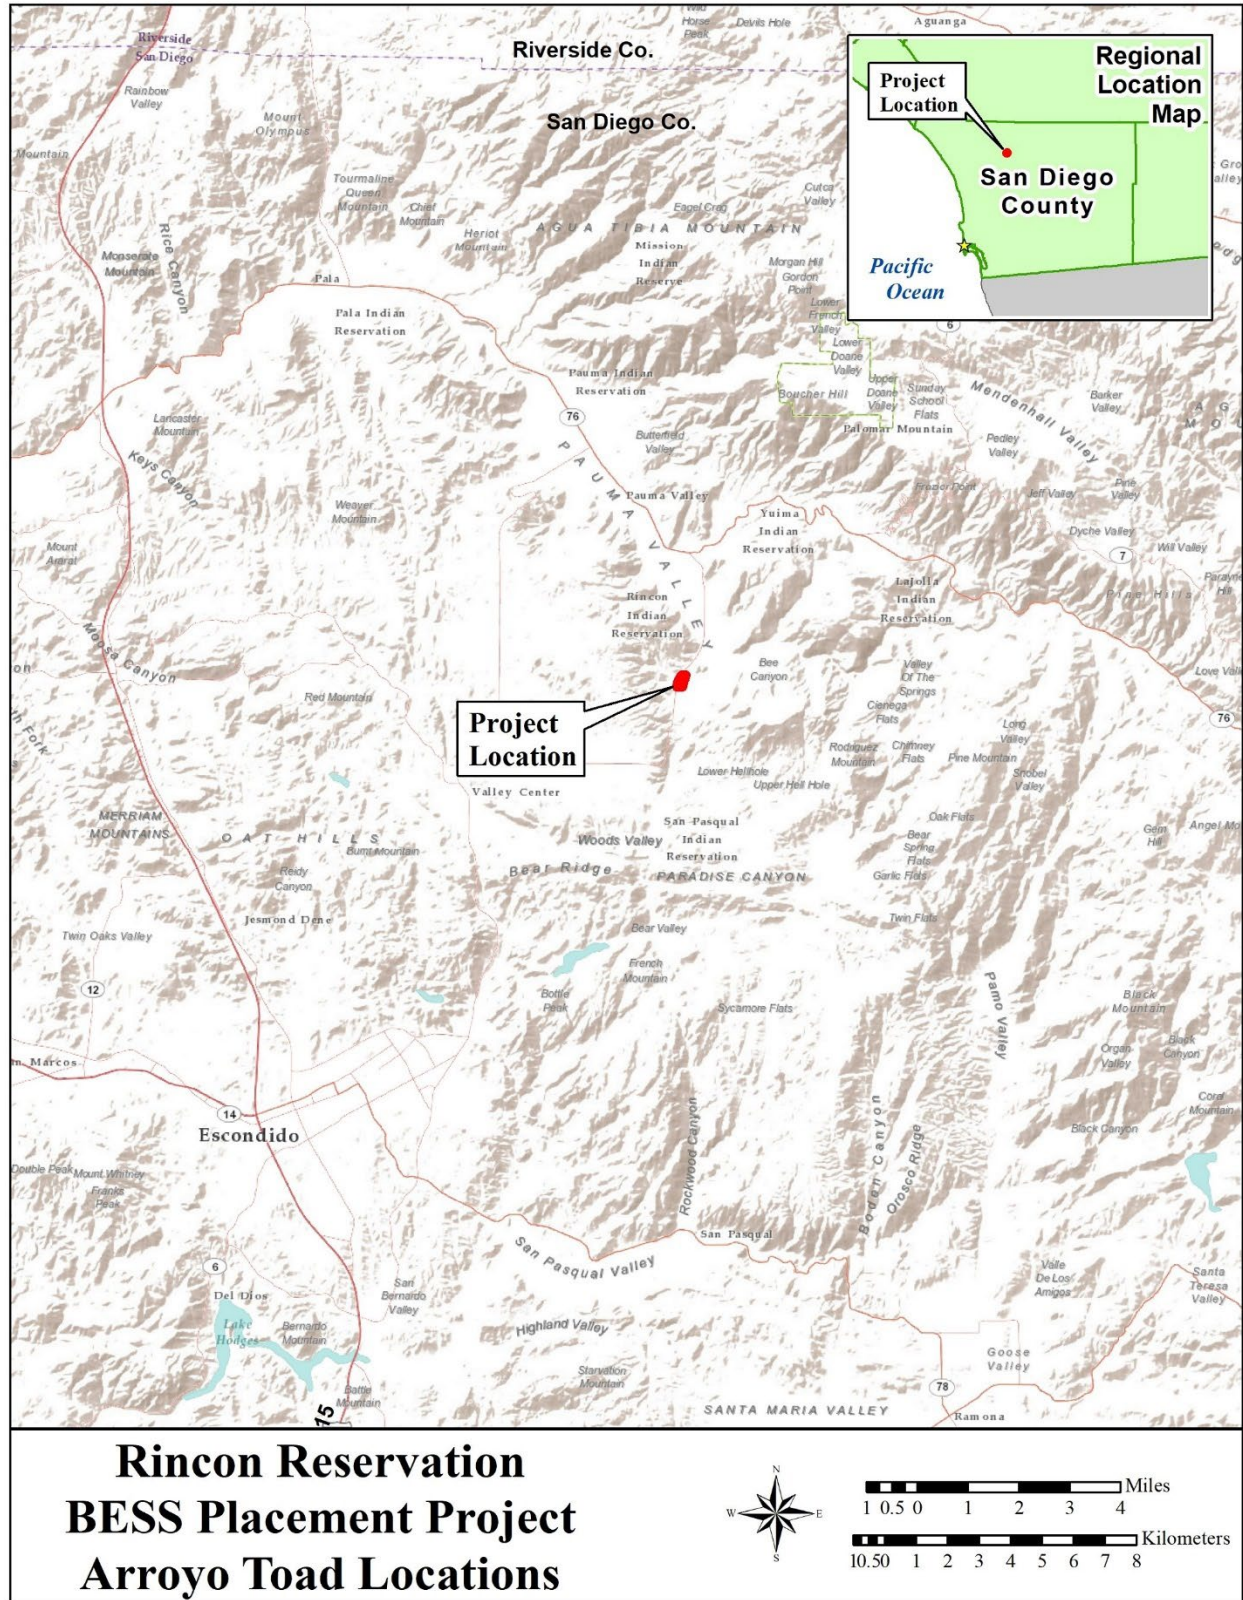 Wild
Horse
Peak
Devils Hole
Aguanga
Riverside
San Diego
Riverside Co.
Rainbow
Valley
San Diego Co.
Mount
Olympus
Mountain
Regional
Location
Map
Project
Location
San Diego
County
Pacific
Ocean
Tourmaline
Queen
Mountain
Chief
Mountain
Heriot
Mountain
Eagel Crag
Cutca
Valley
AGUA TIBIA MOUNTAIN
Mission
Indian
Reserve
Monserate
Mountain
Rice Canyon
Pala
Pala Indian
Reservation
Morgan Hill
Gordon
Point
Lower
French
Valley
Lower
Doane
Valley
6
Pauma Indian
Reservation
Boucher Hill
Upper
Doane
Valley
Sunday
School
Flats
Mendenhall Valley
Barker
Valley
76
Lancaster
Mountain
Butterfield
Valley
Palomar Mountain
Pedley
Valley
Keys Canyon
PAUMA VALLEY
Weaver
Mountain
Pauma Valley
Frazier Point
Jeff Valley
Pine
Valley
Yuima
Indian
Reservation
Dyche Valley
7
Will Valley
Mount
Ararat
Rincon
Indian
Reservation
LaJolla
Indian
Reservation
Pine Hills
Moosa Canyon
Bee
Canyon
Valley
Of The
Springs
Red Mountain
Cienega
Flats
76
Project
Location
Rodriguez
Mountain
Chimney
Flats
Long
Valley
Pine Mountain
Snobel
Valley
Lower Hellhole
Upper Hell Hole
Valley Center
MERRIAM
MOUNTAINS
OAT HILLS
Burnt Mountain
Woods Valley
San Pasqual
Indian
Reservation
Oak Flats
Bear
Spring
Flats
Gem
Hill
Reidy
Canyon
Bear Ridge
PARADISE CANYON
Garlic Flats
Jesmond Dene
Twin Flats
Twin Oaks Valley
Bear Valley
12
French
Mountain
Bottle
Peak
Sycamore Flats
Pamo Valley
Black
Mountain
Organ
Valley
Black
Canyon
n Marcos
14
Escondido
Rockwood Canyon
Boden Canyon
Orosco Ridge
Coral
Mountain
Black Canyon
Double Peak
Mount Whitney
Franks
Peak
San Pasqual
San Pasqual Valley
6
Del Dios
San
Bernardo
Valley
Valle
De Los
Amigos
Santa
Teresa
Valley
Lake
Hodges
Bernardo
Mountain
Highland Valley
Goose
Valley
Starvation
Mountain
Battle
Mountain
15
SANTA MARIA VALLEY
78
Ramona
Rincon Reservation
BESS Placement Project
Arroyo Toad Locations
N
W
E
S
Miles
1 0.5 0 1 2 3 4
Kilometers
10.50 1 2 3 4 5 6 7 8